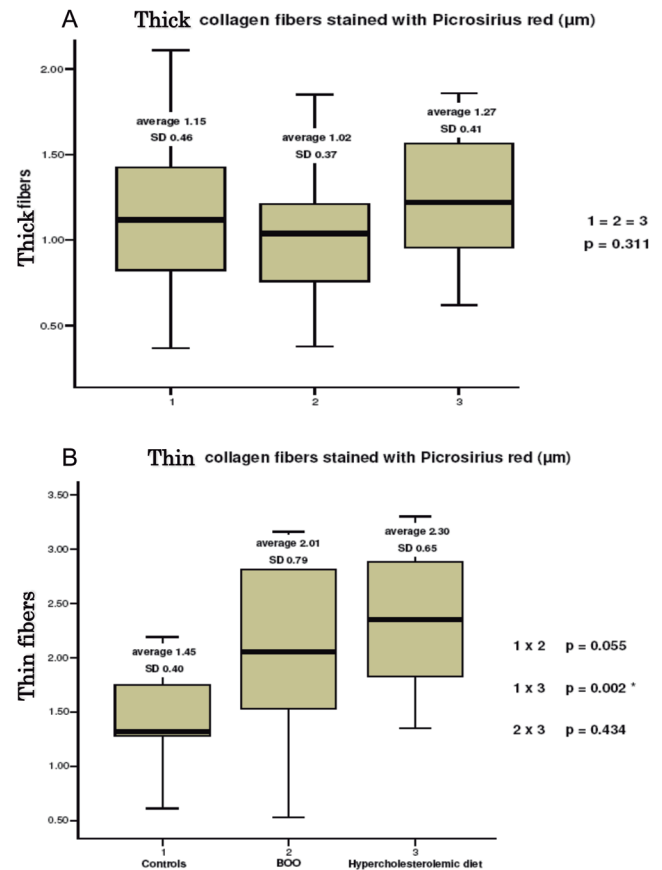 A Thick collagen fibers stained with Picrosirius red (µm)
2.00
1.50
1.00
0.50
Thick fibers
average 1.15
SD 0.46
average 1.02
SD 0.37
average 1.27
SD 0.41
1 = 2 = 3
p = 0.311
1 2 3
B Thin collagen fibers stained with Picrosirius red (µm)
3.50
3.00
2.50
2.00
1.50
1.00
0.50
Thin fibers
average 1.45
SD 0.40
average 2.01
SD 0.79
average 2.30
SD 0.65
1 x 2 p = 0.055
1 x 3 p = 0.002 *
2 x 3 p = 0.434
1 2 3
Controls BOO Hypercholesterolemic diet